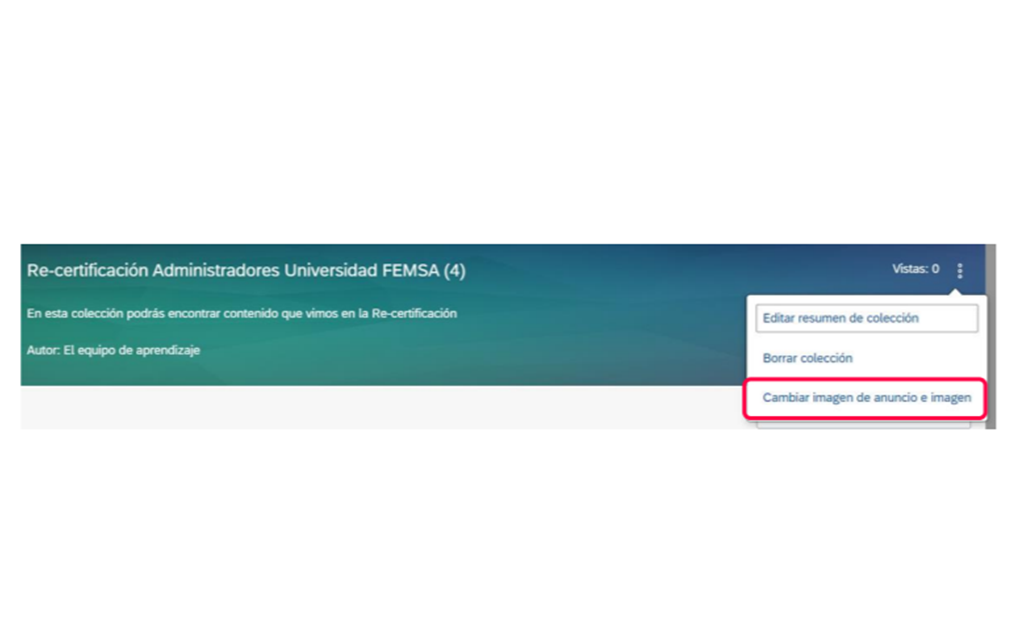 Re-certificación Administradores Universidad FEMSA (4)
Vistas: 0
En esta colección podrás encontrar contenido que vimos en la Re-certificación
Autor: El equipo de aprendizaje
Editar resumen de colección
Borrar colección
Cambiar imagen de anuncio e imagen